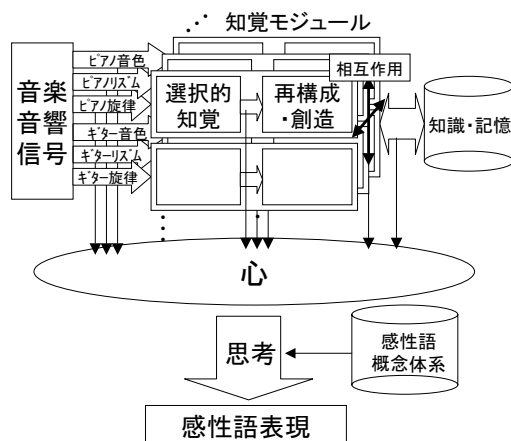 知覚モジュール
相互作用
音楽
音響
信号
ﾋﾟｱﾉ音色
ﾋﾟｱﾉﾘｽﾞﾑ
ﾋﾟｱﾉ旋律
ｷﾞﾀｰ音色
ｷﾞﾀｰﾘｽﾞﾑ
ｷﾞﾀｰ旋律
選択的
知覚
再構成
・創造
知識・記憶
心
思考
感性語
概念体系
感性語表現